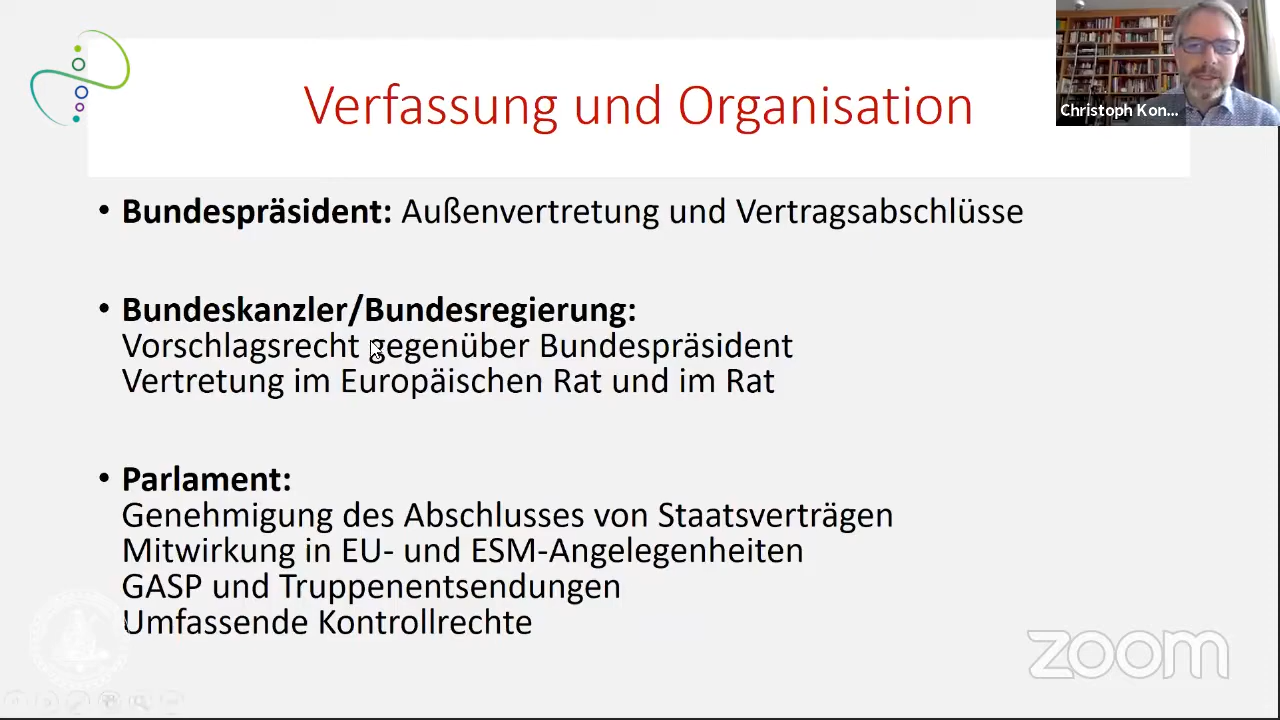 Verfassung und Organisation
Christoph Kon...
• Bundespräsident: Außenvertretung und Vertragsabschlüsse
• Bundeskanzler/Bundesregierung:
Vorschlagsrecht gegenüber Bundespräsident
Vertretung im Europäischen Rat und im Rat
• Parlament:
Genehmigung des Abschlusses von Staatsverträgen
Mitwirkung in EU- und ESM-Angelegenheiten
GASP und Truppenentsendungen
Umfassende Kontrollrechte
zoom